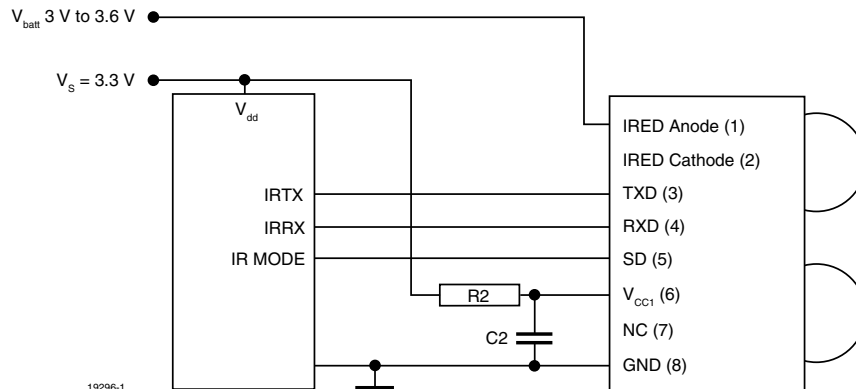 V_batt 3 V to 3.6 V
V_S = 3.3 V
V_dd
IRTX
IRRX
IR MODE
R2
C2
IRED Anode (1)
IRED Cathode (2)
TXD (3)
RXD (4)
SD (5)
V_CC1 (6)
NC (7)
GND (8)
19296-1